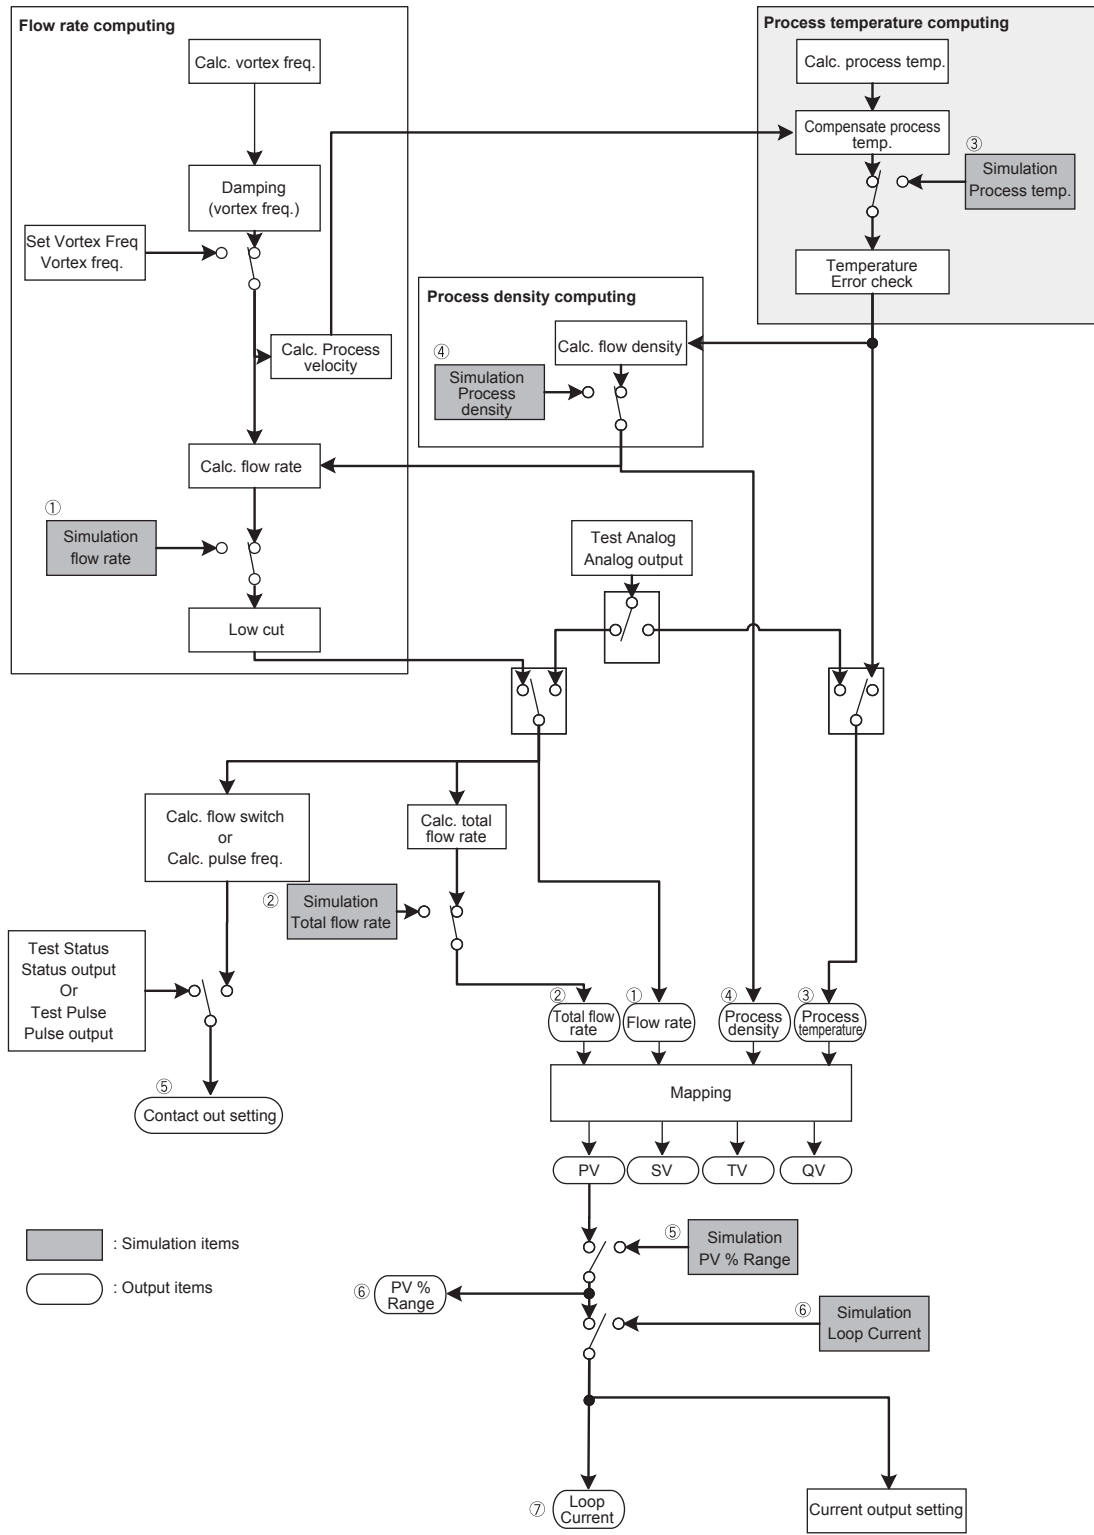 Flow rate computing
Calc. vortex freq.
Damping
(vortex freq.)
Set Vortex Freq
Vortex freq.
Calc. Process
velocity
Calc. flow rate
①
Simulation
flow rate
Low cut
Process temperature computing
Calc. process temp.
Compensate process
temp.
③
Simulation
Process temp.
Temperature
Error check
Process density computing
Calc. flow density
④
Simulation
Process
density
Test Analog
Analog output
Calc. flow switch
or
Calc. pulse freq.
Calc. total
flow rate
②
Simulation
Total flow rate
Test Status
Status output
Or
Test Pulse
Pulse output
⑤
Contact out setting
②
Total flow
rate
①
Flow rate
④
Process
density
③
Process
temperature
Mapping
PV
SV
TV
QV
⑤
Simulation
PV % Range
⑥
PV %
Range
⑥
Simulation
Loop Current
: Simulation items
: Output items
⑦
Loop
Current
Current output setting